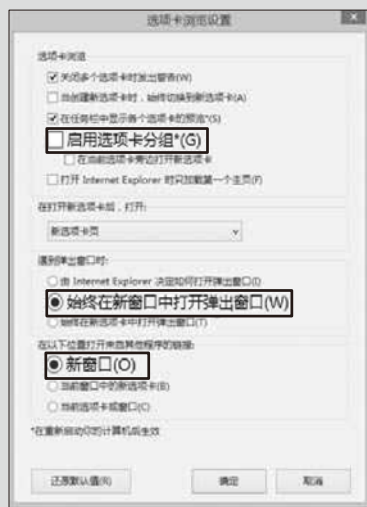 选项卡浏览设置
选项卡浏览
关闭多个选项卡时发出警告(W)
当创建新选项卡时，始终切换到新选项卡(A)
在任务栏中显示各个选项卡的预览*(S)
启用选项卡分组*(G)
在当前选项卡旁边打开新选项卡
打开 Internet Explorer 时只加载第一个主页(F)
在打开新选项卡后，打开:
新选项卡页
遇到弹出窗口时:
由 Internet Explorer 决定如何打开弹出窗口(I)
始终在新窗口中打开弹出窗口(W)
始终在新选项卡中打开弹出窗口(T)
在以下位置打开来自其他程序的链接:
新窗口(O)
当前窗口中的新选项卡(B)
当前选项卡或窗口(C)
*在重新启动你的计算机后生效
还原默认值(R)
确定
取消